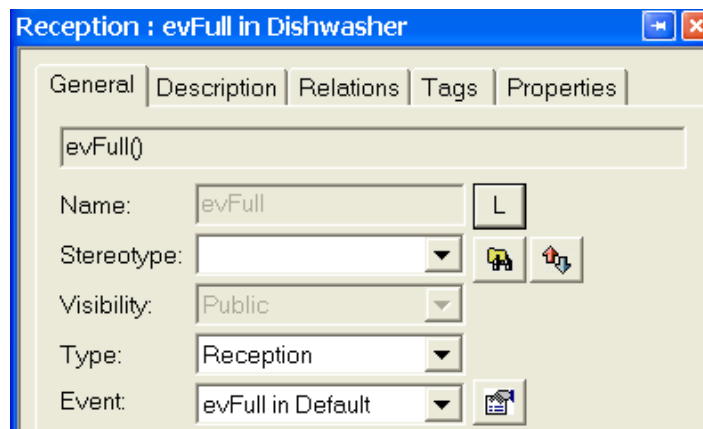 Reception : evFull in Dishwasher
General Description Relations Tags Properties
evFull()
Name: evFull L
Stereotype:
Visibility: Public
Type: Reception
Event: evFull in Default